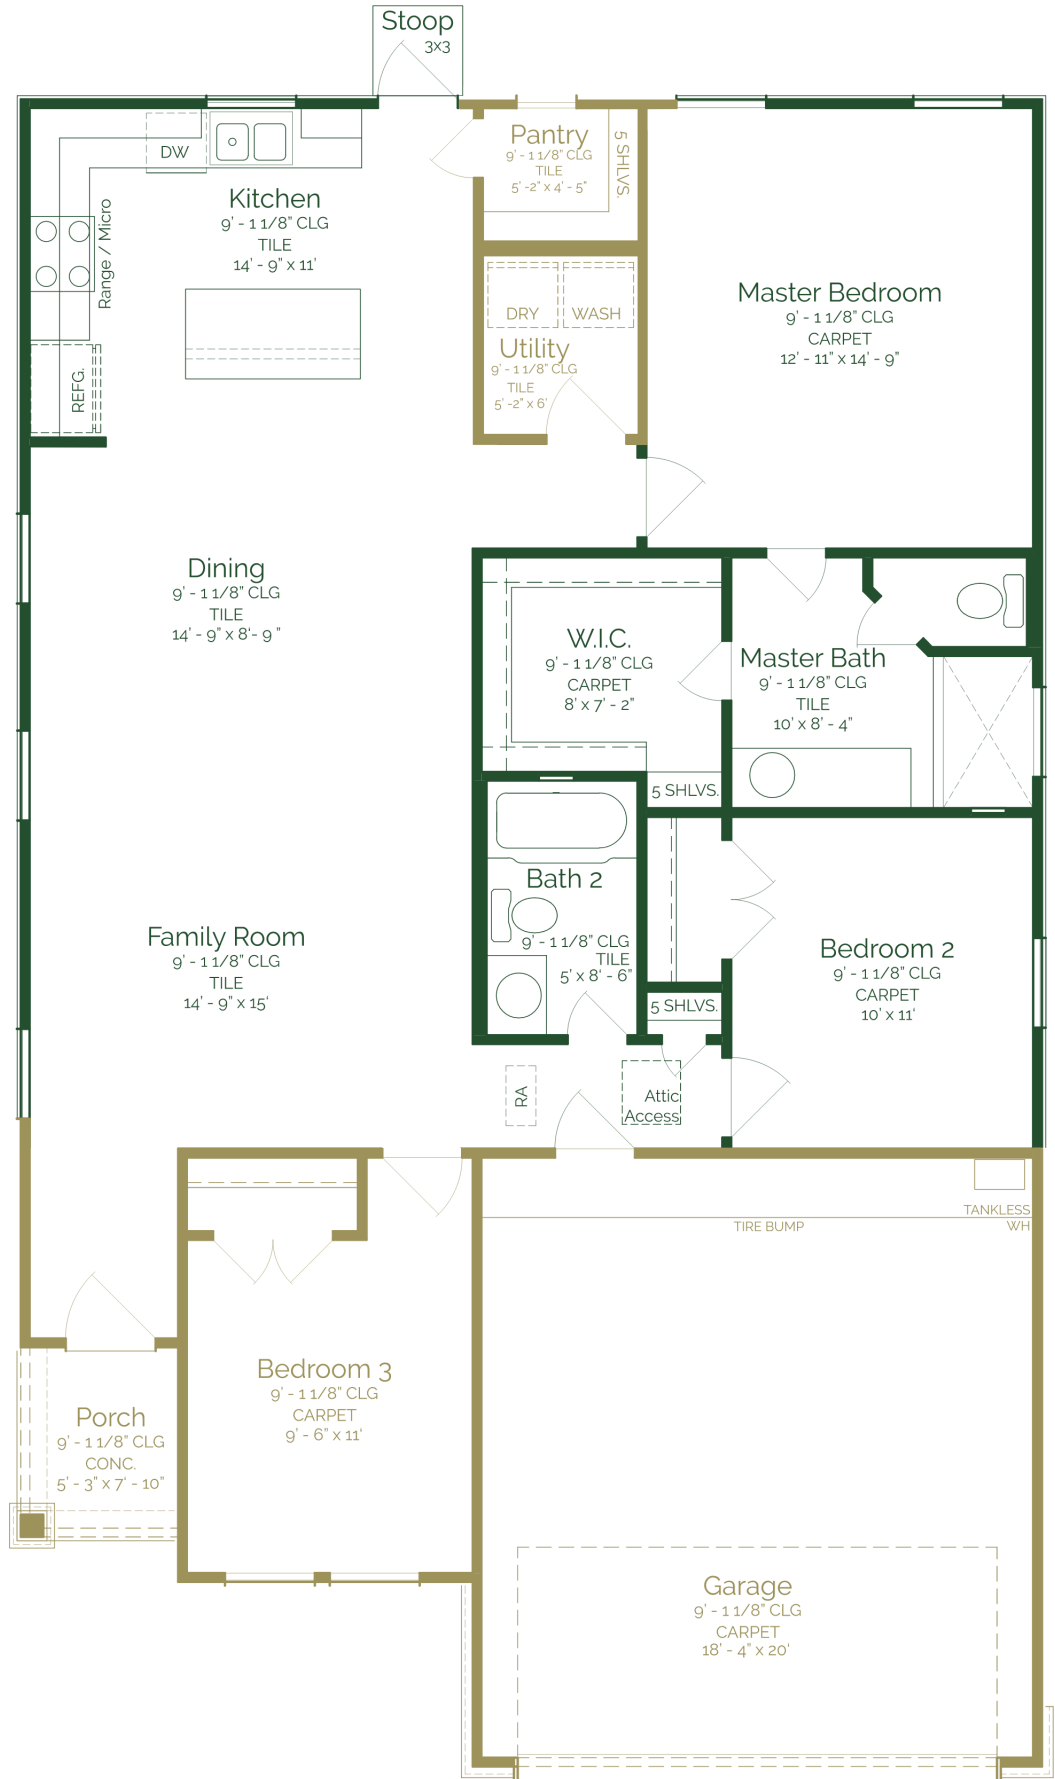 Stoop
3x3
Pantry
9' - 1 1/8" CLG
TILE
5' -2" x 4' - 5"
5 SHLVS.
DW
Kitchen
9' - 1 1/8" CLG
TILE
14' - 9" x 11'
Range / Micro
REFG.
DRY
WASH
Utility
9' - 1 1/8" CLG
TILE
5' -2" x 6'
Master Bedroom
9' - 1 1/8" CLG
CARPET
12' - 11" x 14' - 9"
Dining
9' - 1 1/8" CLG
TILE
14' - 9" x 8'- 9 "
W.I.C.
9' - 1 1/8" CLG
CARPET
8' x 7' - 2"
5 SHLVS.
Master Bath
9' - 1 1/8" CLG
TILE
10' x 8' - 4"
Bath 2
9' - 1 1/8" CLG
TILE
5' x 8' - 6"
Family Room
9' - 1 1/8" CLG
TILE
14' - 9" x 15'
Bedroom 2
9' - 1 1/8" CLG
CARPET
10' x 11'
5 SHLVS.
RA
Attic
Access
TANKLESS
WH
TIRE BUMP
Bedroom 3
9' - 1 1/8" CLG
CARPET
9' - 6" x 11'
Porch
9' - 1 1/8" CLG
CONC.
5' - 3" x 7' - 10"
Garage
9' - 1 1/8" CLG
CARPET
18' - 4" x 20'